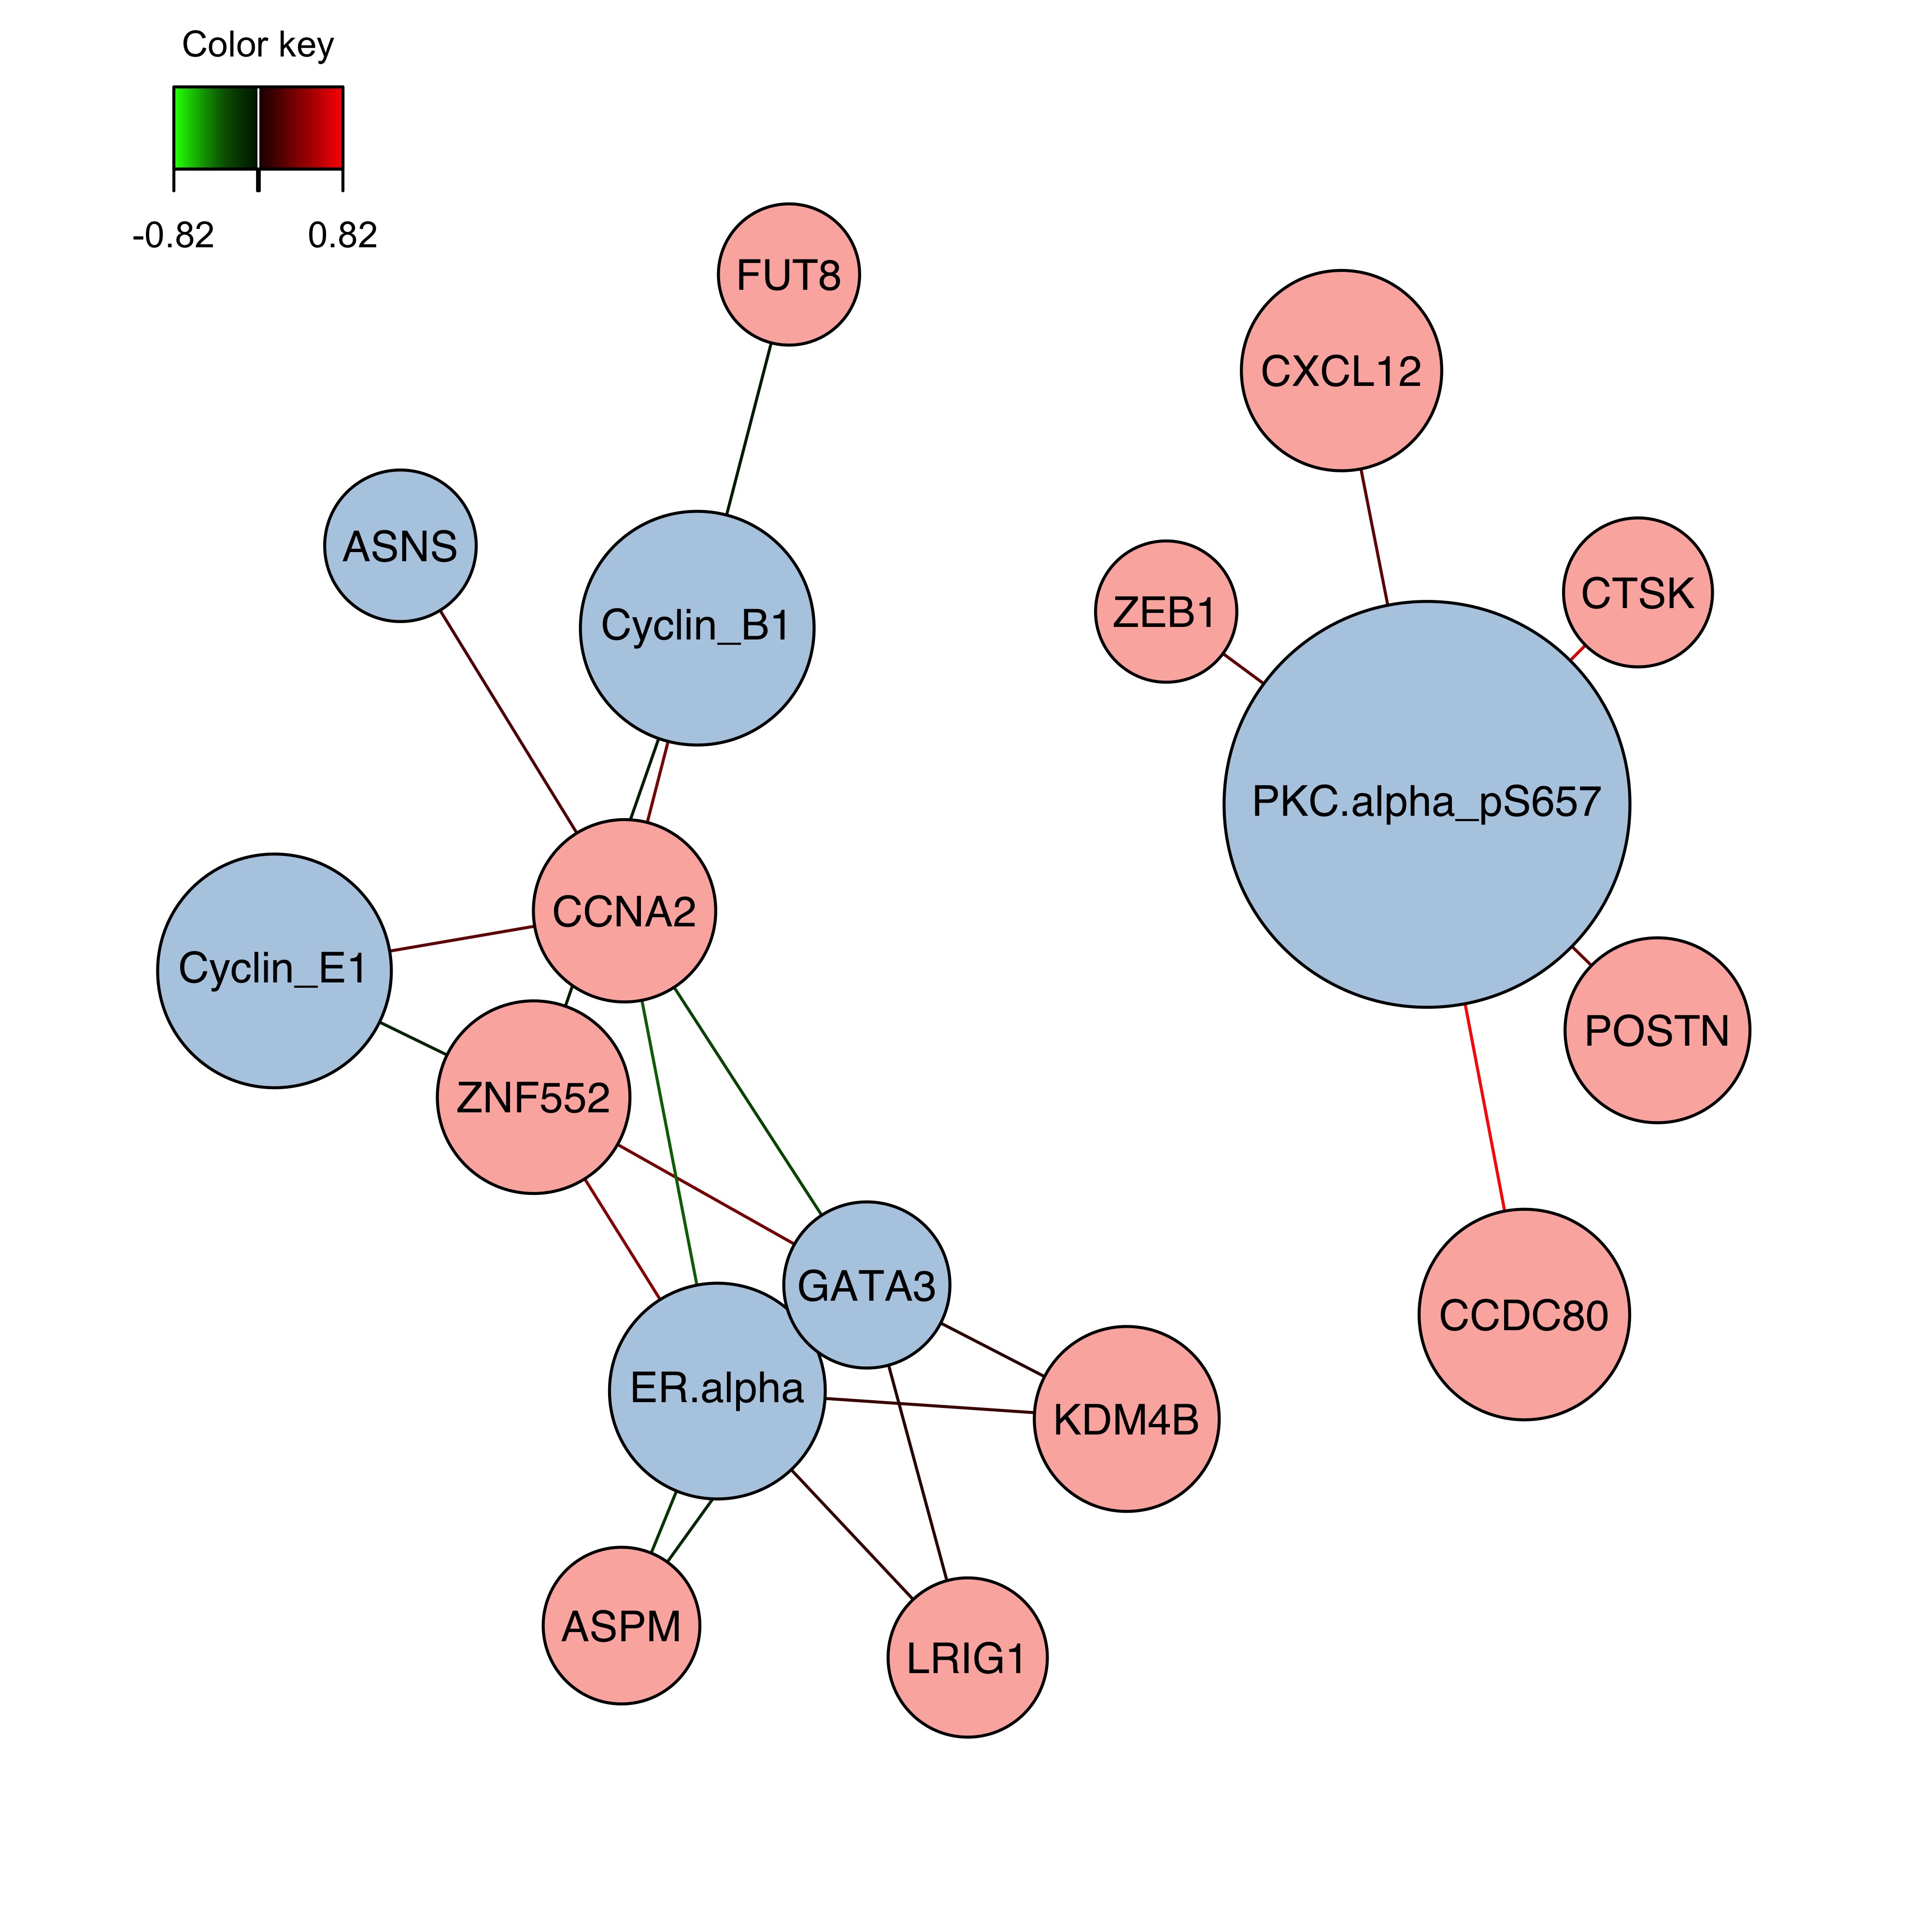 Color key
-0.82
0.82
FUT8
CXCL12
ASNS
CTSK
ZEB1
Cyclin_B1
PKC.alpha_pS657
CCNA2
Cyclin_E1
POSTN
ZNF552
GATA3
CCDC80
ER.alpha
KDM4B
ASPM
LRIG1